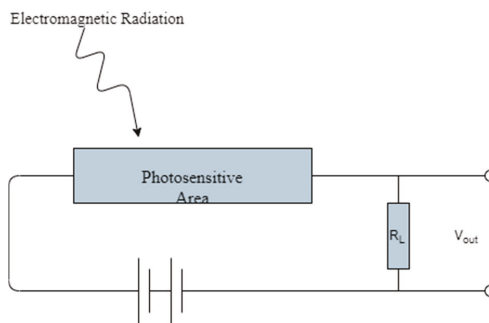 Electromagnetic Radiation
Photosensitive
Area
RL
Vout